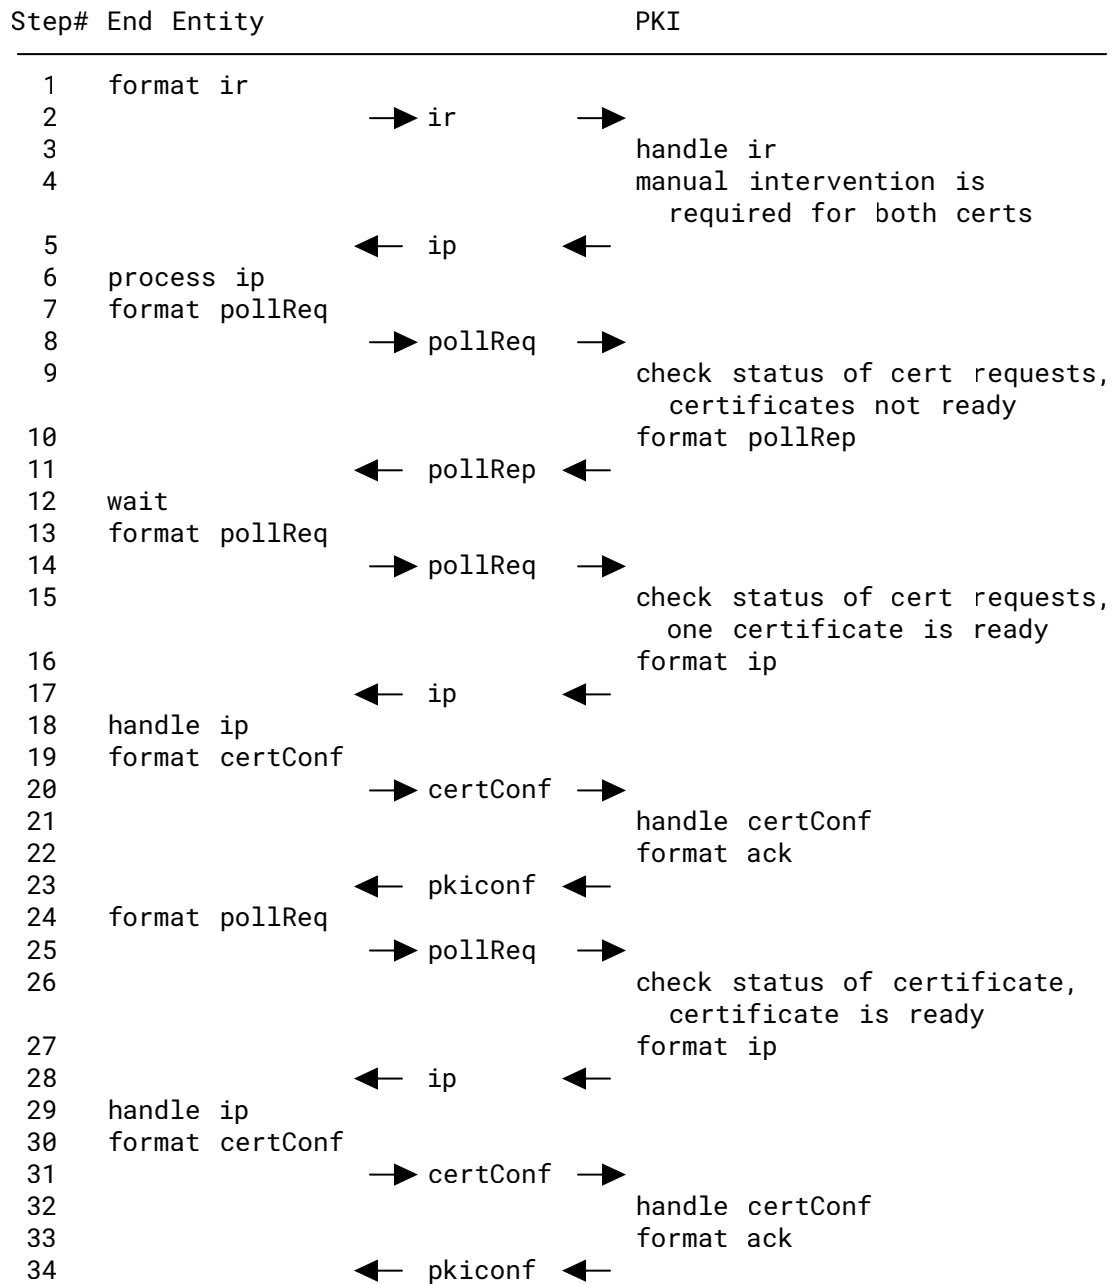 Step# End Entity PKI
1 format ir
2 ir
3 handle ir
4 manual intervention is
required for both certs
5 ip
6 process ip
7 format pollReq
8 pollReq
9 check status of cert requests,
certificates not ready
10 format pollRep
11 pollRep
12 wait
13 format pollReq
14 pollReq
15 check status of cert requests,
one certificate is ready
16 format ip
17 ip
18 handle ip
19 format certConf
20 certConf
21 handle certConf
22 format ack
23 pkiconf
24 format pollReq
25 pollReq
26 check status of certificate,
certificate is ready
27 format ip
28 ip
29 handle ip
30 format certConf
31 certConf
32 handle certConf
33 format ack
34 pkiconf